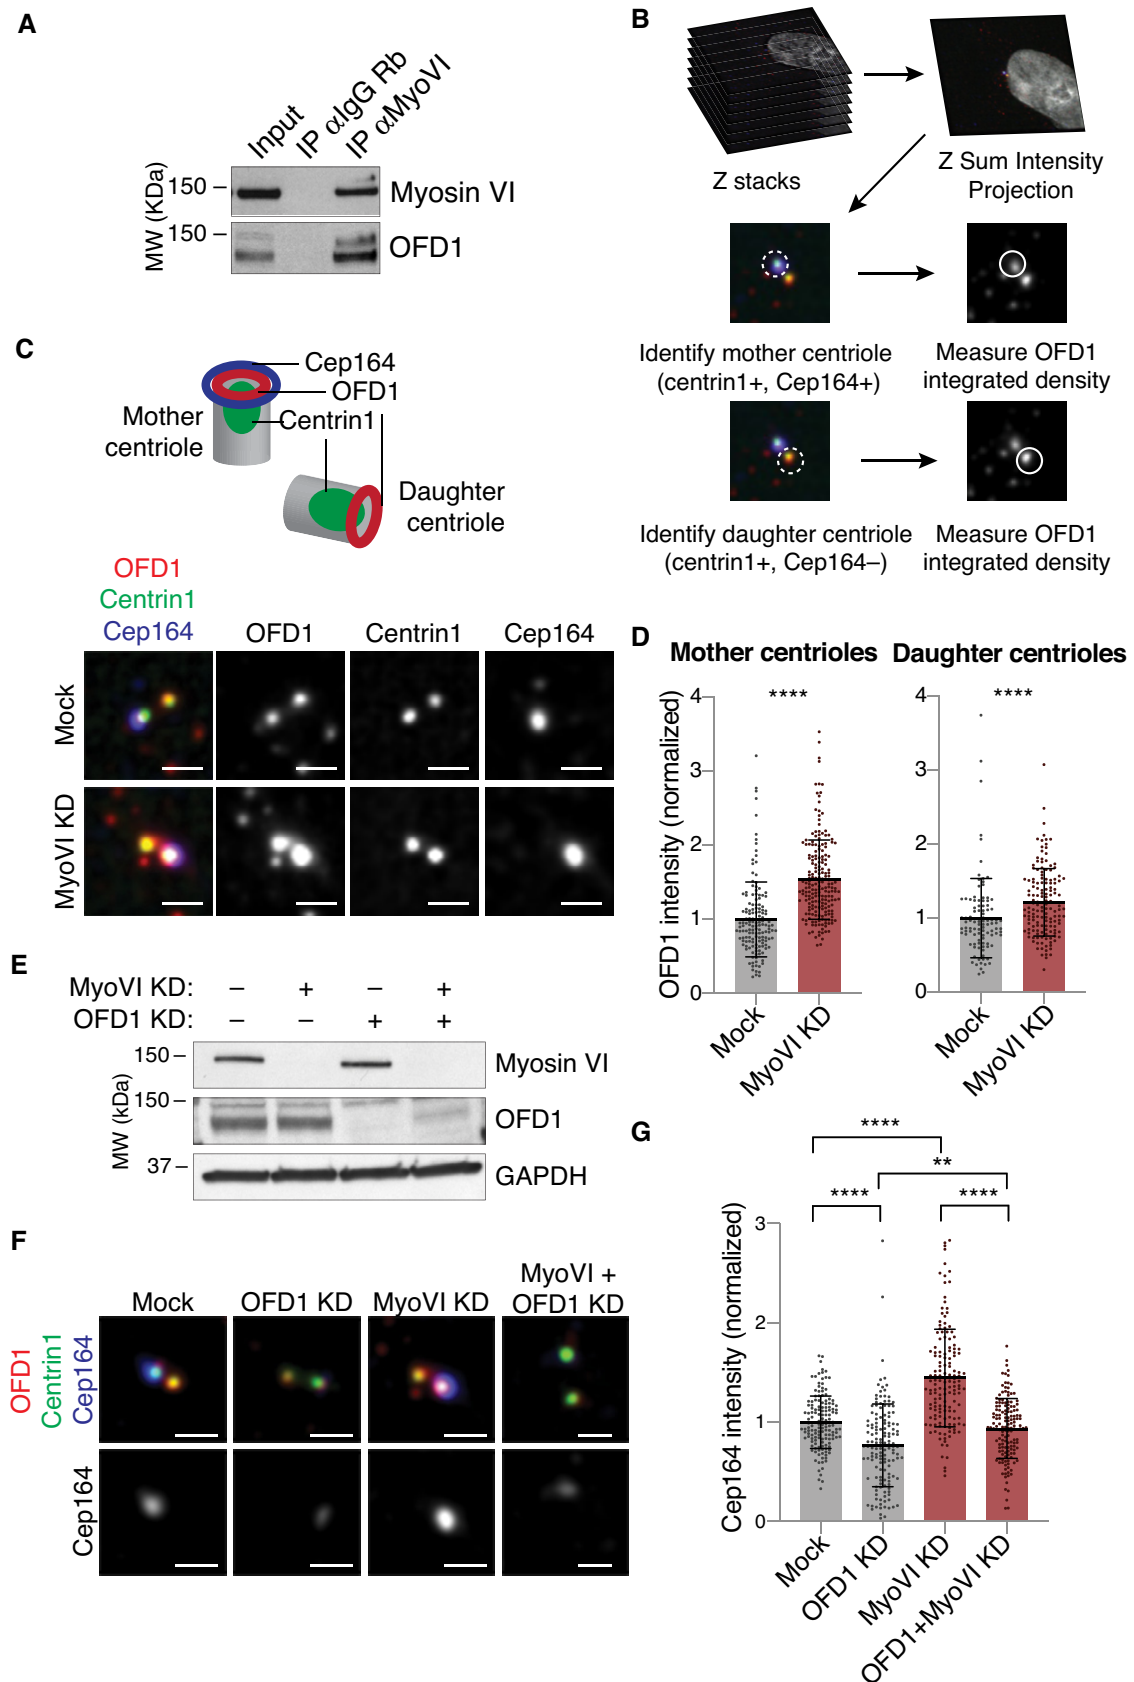 A
Input
IP αIgG Rb
IP αMyoVI
MW (KDa)
150
Myosin VI
150
OFD1
B
Z stacks
Z Sum Intensity
Projection
Identify mother centriole
(centrin1+, Cep164+)
Measure OFD1
integrated density
Identify daughter centriole
(centrin1+, Cep164–)
Measure OFD1
integrated density
C
Cep164
OFD1
Centrin1
Mother
centriole
Daughter
centriole
OFD1
Centrin1
Cep164
OFD1
Centrin1
Cep164
Mock
MyoVI KD
D
Mother centrioles
Daughter centrioles
OFD1 intensity (normalized)
4
3
2
1
0
****
Mock
MyoVI KD
4
3
2
1
0
****
Mock
MyoVI KD
E
MyoVI KD: – + – +
OFD1 KD: – – + +
MW (kDa)
150
Myosin VI
150
OFD1
37
GAPDH
F
Mock
OFD1 KD
MyoVI KD
MyoVI +
OFD1 KD
OFD1
Centrin1
Cep164
Cep164
G
****
**
****
****
Cep164 intensity (normalized)
3
2
1
0
Mock
OFD1 KD
MyoVI KD
OFD1+MyoVI KD